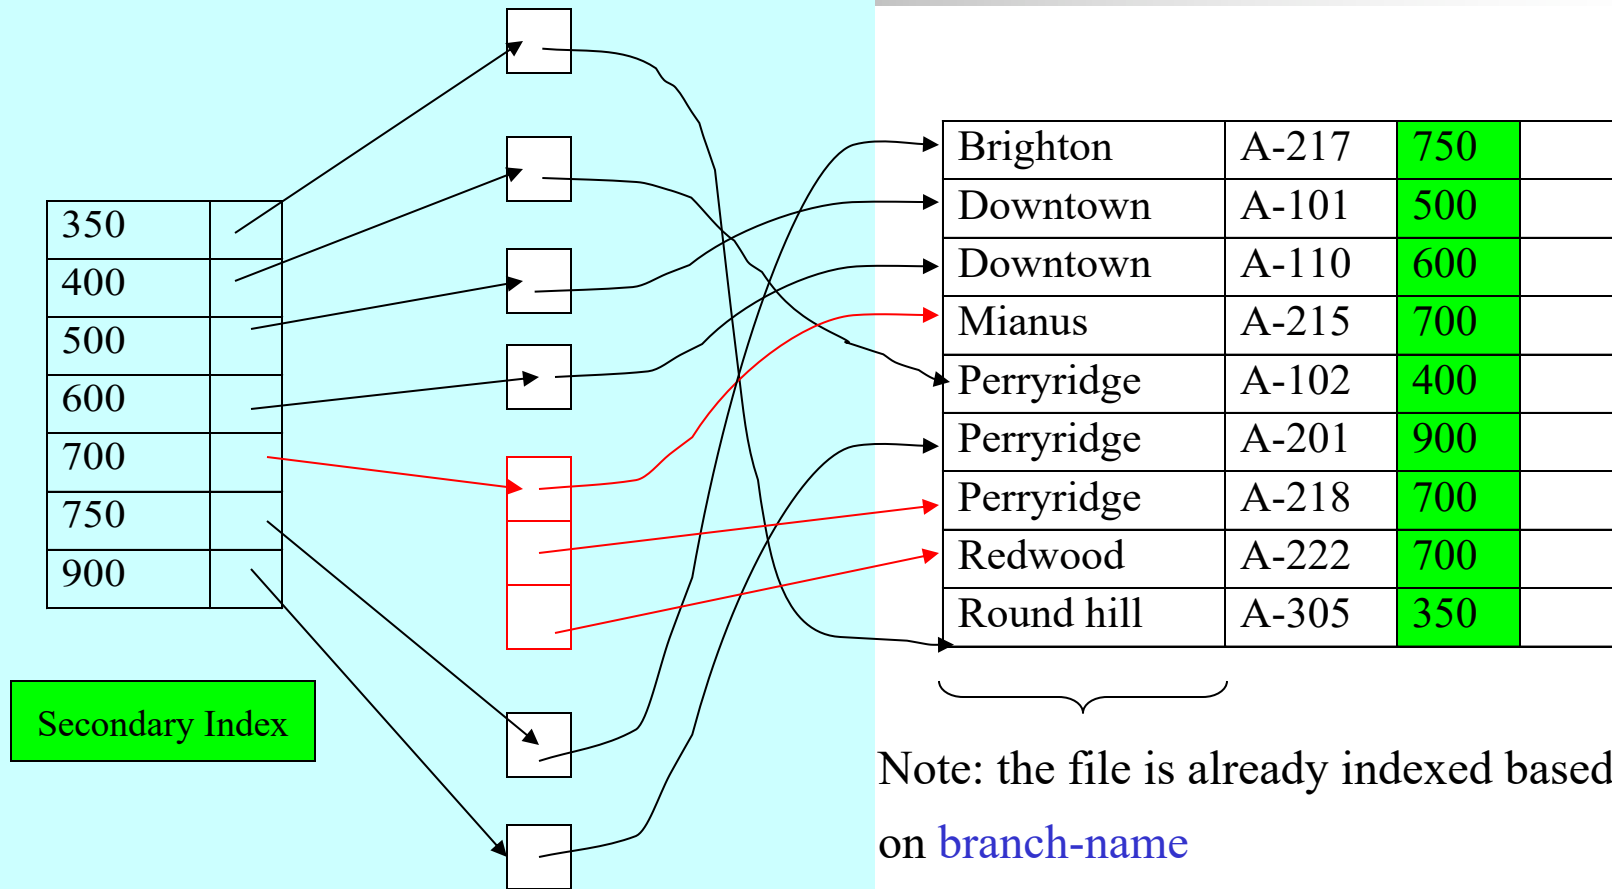 350
400
500
600
700
750
900
Secondary Index
Brighton A-217 750
Downtown A-101 500
Downtown A-110 600
Mianus A-215 700
Perryridge A-102 400
Perryridge A-201 900
Perryridge A-218 700
Redwood A-222 700
Round hill A-305 350
Note: the file is already indexed based
on branch-name